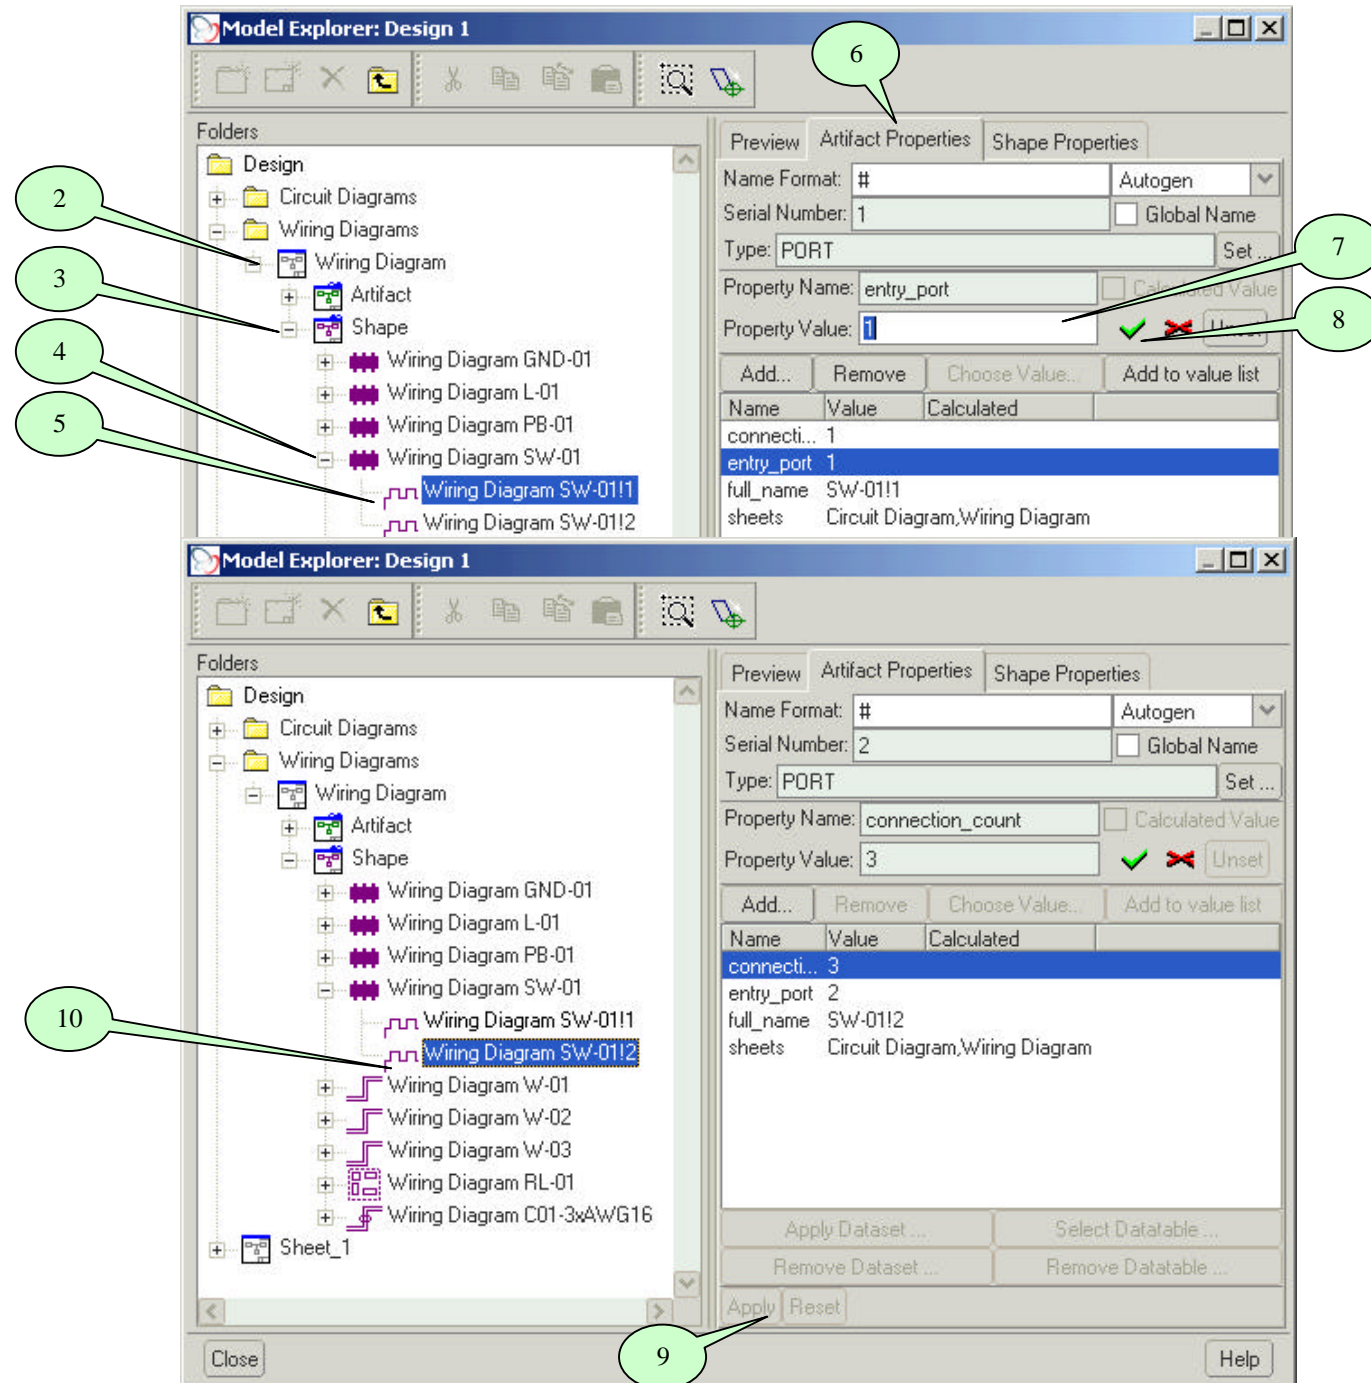 Model Explorer: Design 1
6
Folders
Preview Artifact Properties Shape Properties
Design
Name Format: # Autogen
2
Circuit Diagrams
Serial Number: 1 Global Name
Wiring Diagrams
7
Type: PORT Set ...
Wiring Diagram
3
Artifact
Property Name: entry_port Calculated Value
Shape
Property Value: 1 Unset
8
4
Wiring Diagram GND-01
Add... Remove Choose Value... Add to value list
Wiring Diagram L-01
Name Value Calculated
5
Wiring Diagram PB-01
connecti... 1
Wiring Diagram SW-01
entry_port 1
Wiring Diagram SW-01!1
full_name SW-01!1
Wiring Diagram SW-01!2
sheets Circuit Diagram,Wiring Diagram
Model Explorer: Design 1
Folders
Preview Artifact Properties Shape Properties
Design
Name Format: # Autogen
Circuit Diagrams
Serial Number: 2 Global Name
Wiring Diagrams
Type: PORT Set ...
Wiring Diagram
Artifact
Property Name: connection_count Calculated Value
Shape
Property Value: 3 Unset
Wiring Diagram GND-01
Add... Remove Choose Value... Add to value list
Wiring Diagram L-01
Name Value Calculated
Wiring Diagram PB-01
connecti... 3
Wiring Diagram SW-01
entry_port 2
10
Wiring Diagram SW-01!1
full_name SW-01!2
Wiring Diagram SW-01!2
sheets Circuit Diagram,Wiring Diagram
Wiring Diagram W-01
Wiring Diagram W-02
Wiring Diagram W-03
Wiring Diagram RL-01
Wiring Diagram C01-3xAWG16
Apply Dataset ... Select Datatable ...
Sheet_1
Remove Dataset ... Remove Datatable ...
Apply Reset
9
Close Help